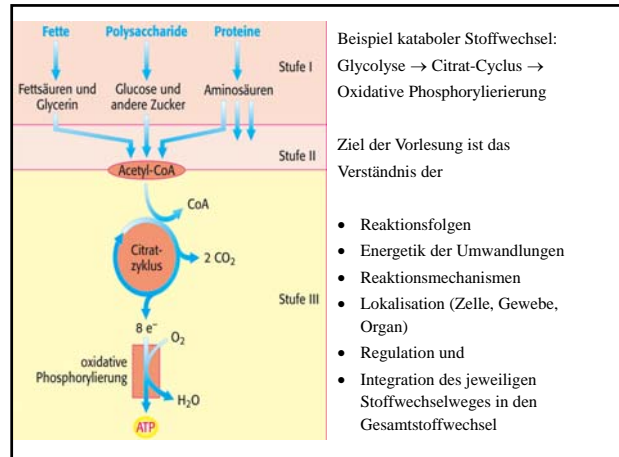 Fette Polysaccharide Proteine
Stufe I
Fettsäuren und Glycerin
Glucose und andere Zucker
Aminosäuren
Stufe II
Acetyl-CoA
CoA
Citrat-
zyklus
2 CO2
Stufe III
8 e⁻
O2
oxidative
Phosphorylierung
H2O
ATP
Beispiel kataboler Stoffwechsel:
Glycolyse → Citrat-Cyclus →
Oxidative Phosphorylierierung
Ziel der Vorlesung ist das
Verständnis der
• Reaktionsfolgen
• Energetik der Umwandlungen
• Reaktionsmechanismen
• Lokalisation (Zelle, Gewebe,
Organ)
• Regulation und
• Integration des jeweiligen
Stoffwechselweges in den
Gesamtstoffwechsel